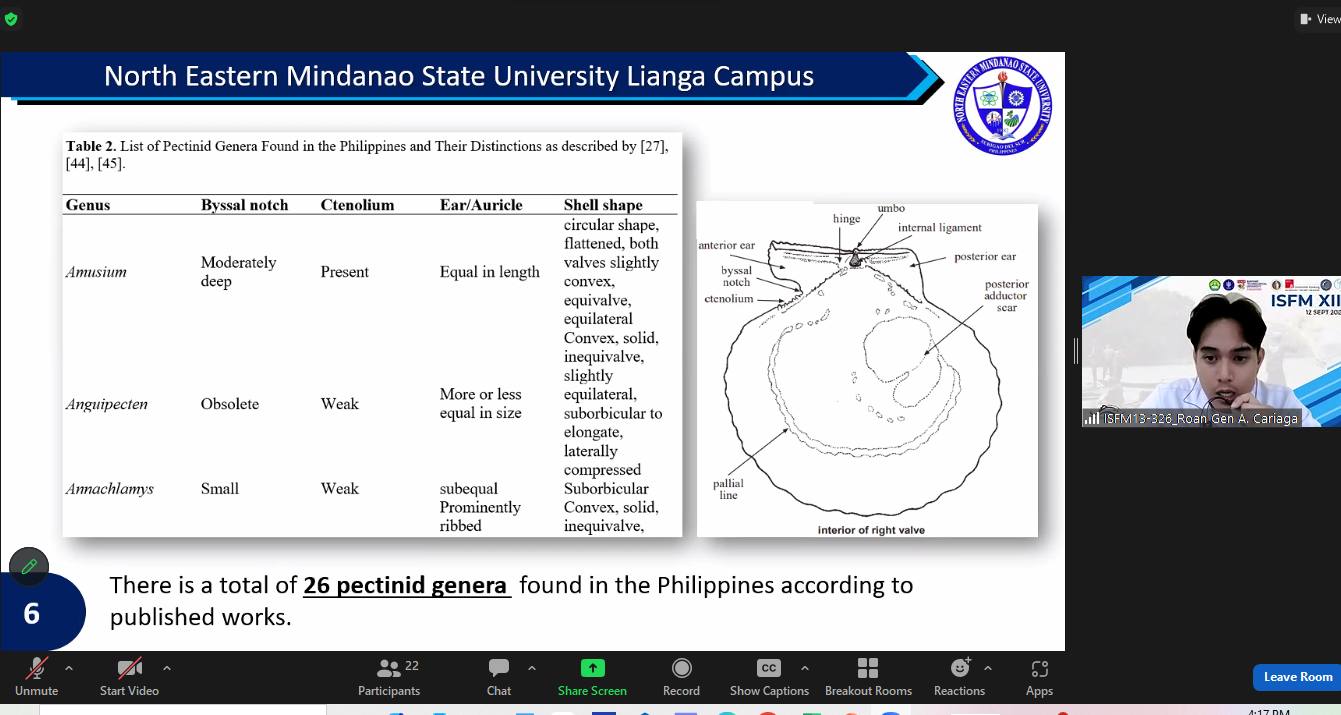 View
North Eastern Mindanao State University Lianga Campus
NORTH EASTERN MINDANAO STATE UNIVERSITY
SURIGAO DEL SUR
PHILIPPINES
Table 2. List of Pectinid Genera Found in the Philippines and Their Distinctions as described by [27],
[44], [45].
Genus Byssal notch Ctenolium Ear/Auricle Shell shape
Amusium
Moderately
deep
Present
Equal in length
circular shape,
flattened, both
valves slightly
convex,
equivalve,
equilateral
Anguipecten
Obsolete
Weak
More or less
equal in size
Convex, solid,
inequivalve,
slightly
equilateral,
suborbicular to
elongate,
laterally
compressed
Annachlamys
Small
Weak
subequal
Prominently
ribbed
Suborbicular
Convex, solid,
inequivalve,
umbo
hinge
internal ligament
anterior ear
posterior ear
byssal
notch
ctenolium
posterior
adductor
scar
pallial
line
interior of right valve
There is a total of 26 pectinid genera found in the Philippines according to
published works.
6
ISFM XII
12 SEPT 202
ISFM13-326_Roan Gen A. Cariaga
Unmute
Start Video
22
Participants
Chat
Share Screen
Record
CC
Show Captions
Breakout Rooms
Reactions
Apps
Leave Room
4:17 PM